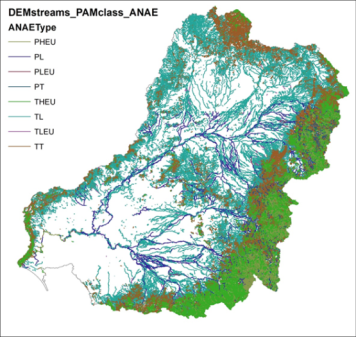 DEMstreams_PAMclass_ANAE
ANAEType
PHEU
PL
PLEU
PT
THEU
TL
TLEU
TT